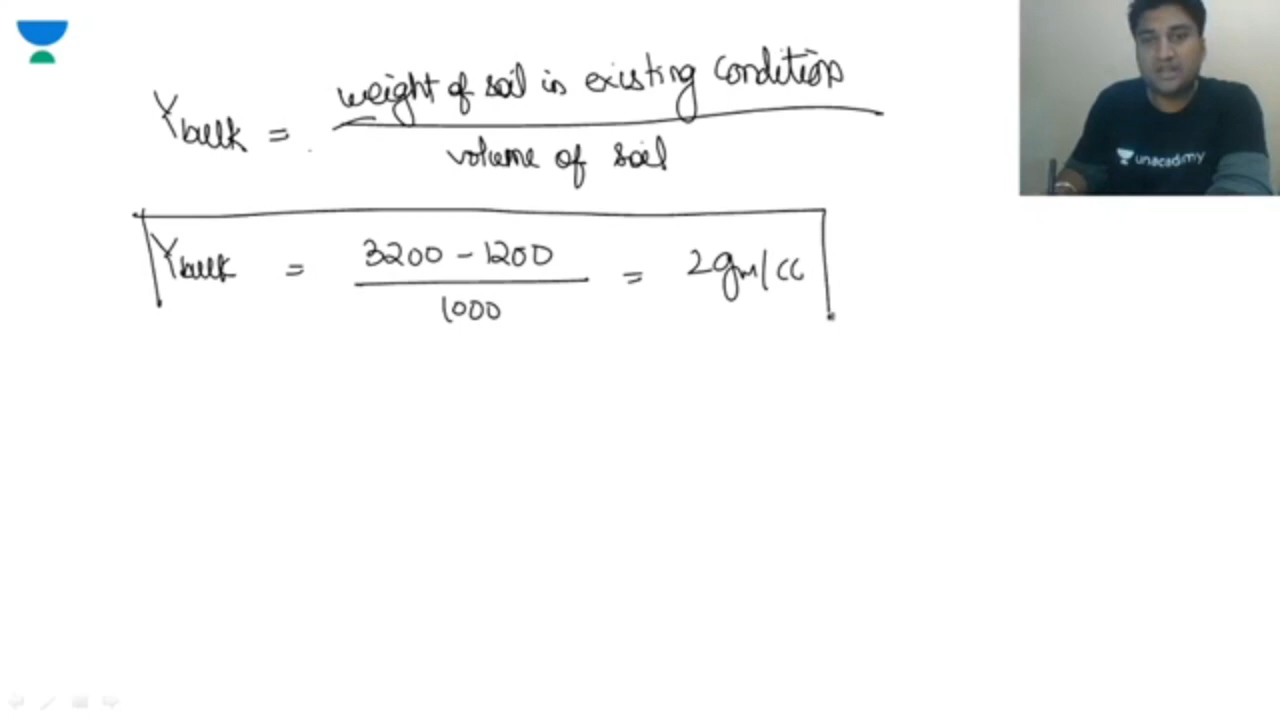 γbulk = weight of soil in existing condition / volume of soil
γbulk = 3200 - 1200 / 1000 = 2gm/cc
unacademy